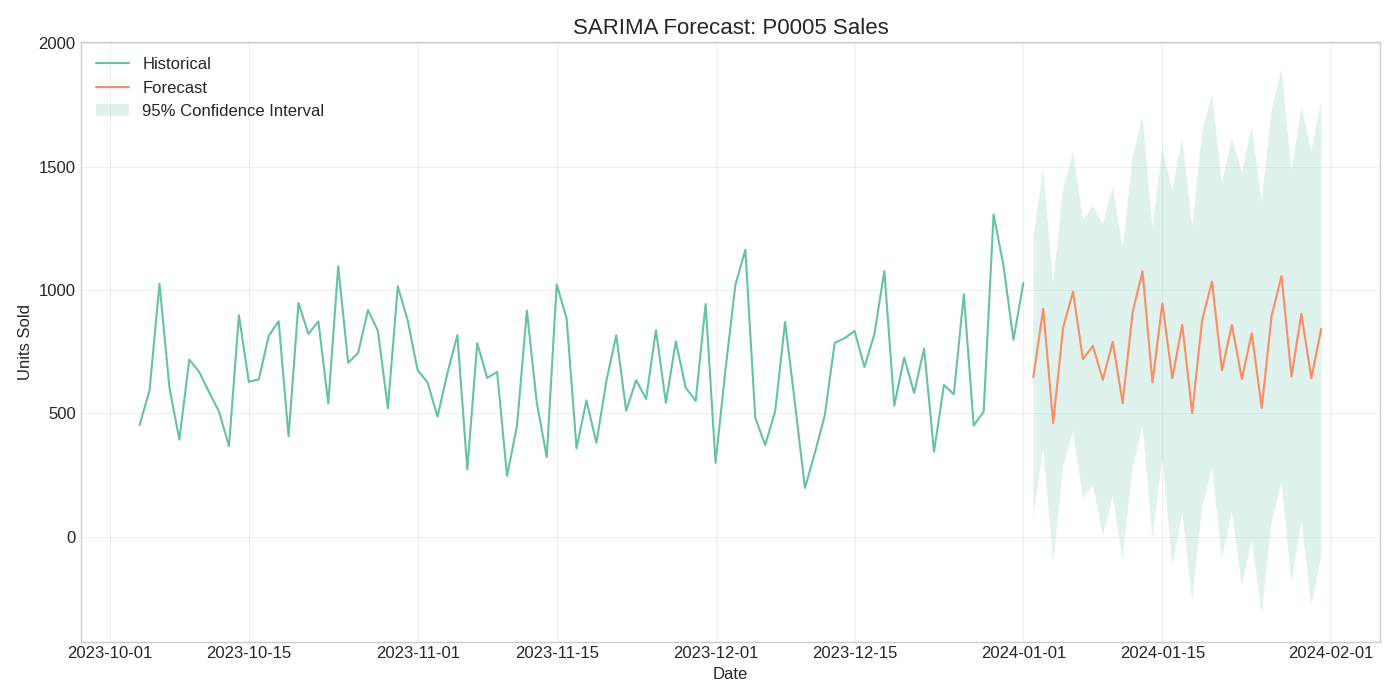 SARIMA Forecast: P0005 Sales
Historical
Forecast
95% Confidence Interval
Units Sold
2000
1500
1000
500
0
2023-10-01 2023-10-15 2023-11-01 2023-11-15 2023-12-01 2023-12-15 2024-01-01 2024-01-15 2024-02-01
Date